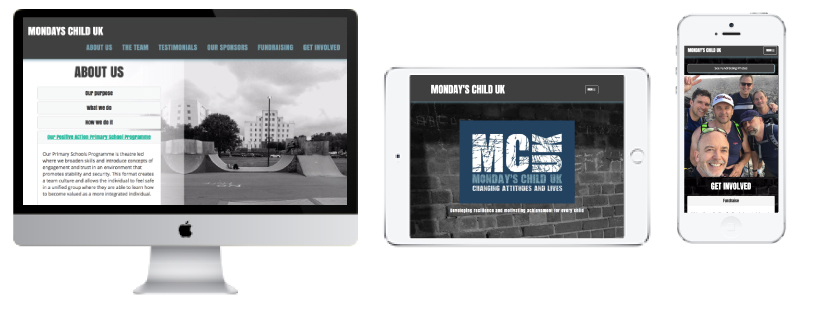 MONDAYS CHILD UK
ABOUT US THE TEAM TESTIMONIALS OUR SPONSORS FUNDRAISING GET INVOLVED
ABOUT US
Our purpose
what we do
how we do it
Our Positive Action Primary School Programme
Our Primary Schools Programme is theatre led
where we broaden skills and introduce concepts of
engagement and trust in an environment that
promotes stability and security. This format creates
a team culture and allows the individual to feel safe
in a unified group where they are able to learn how
to become valued as a more integrated individual.
MONDAY'S CHILD UK
MCUK
MONDAY'S CHILD UK
CHANGING ATTITUDES AND LIVES
Developing resilience and motivating achievement for every child
MONDAY'S CHILD UK
GET INVOLVED
Fundraise